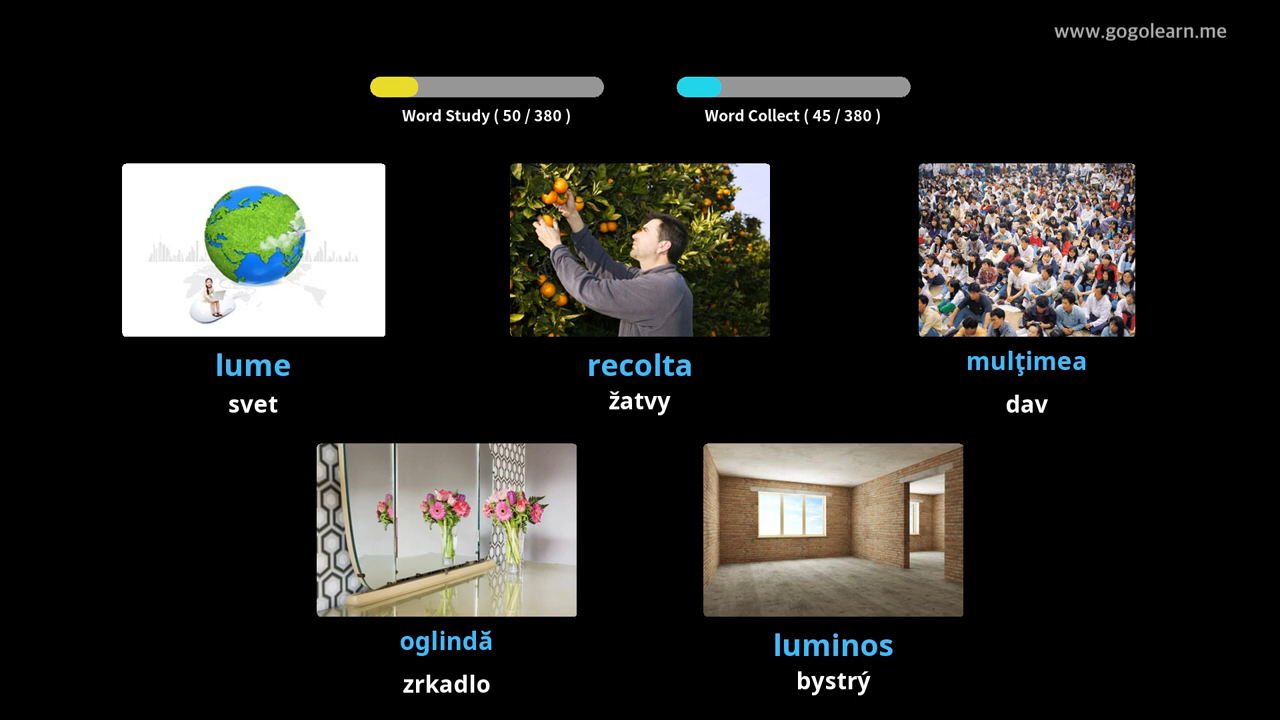 www.gogolearn.me
Word Study ( 50 / 380 )
Word Collect ( 45 / 380 )
lume
svet
recolta
žatvy
mulţimea
dav
oglindă
zrkadlo
luminos
bystrý